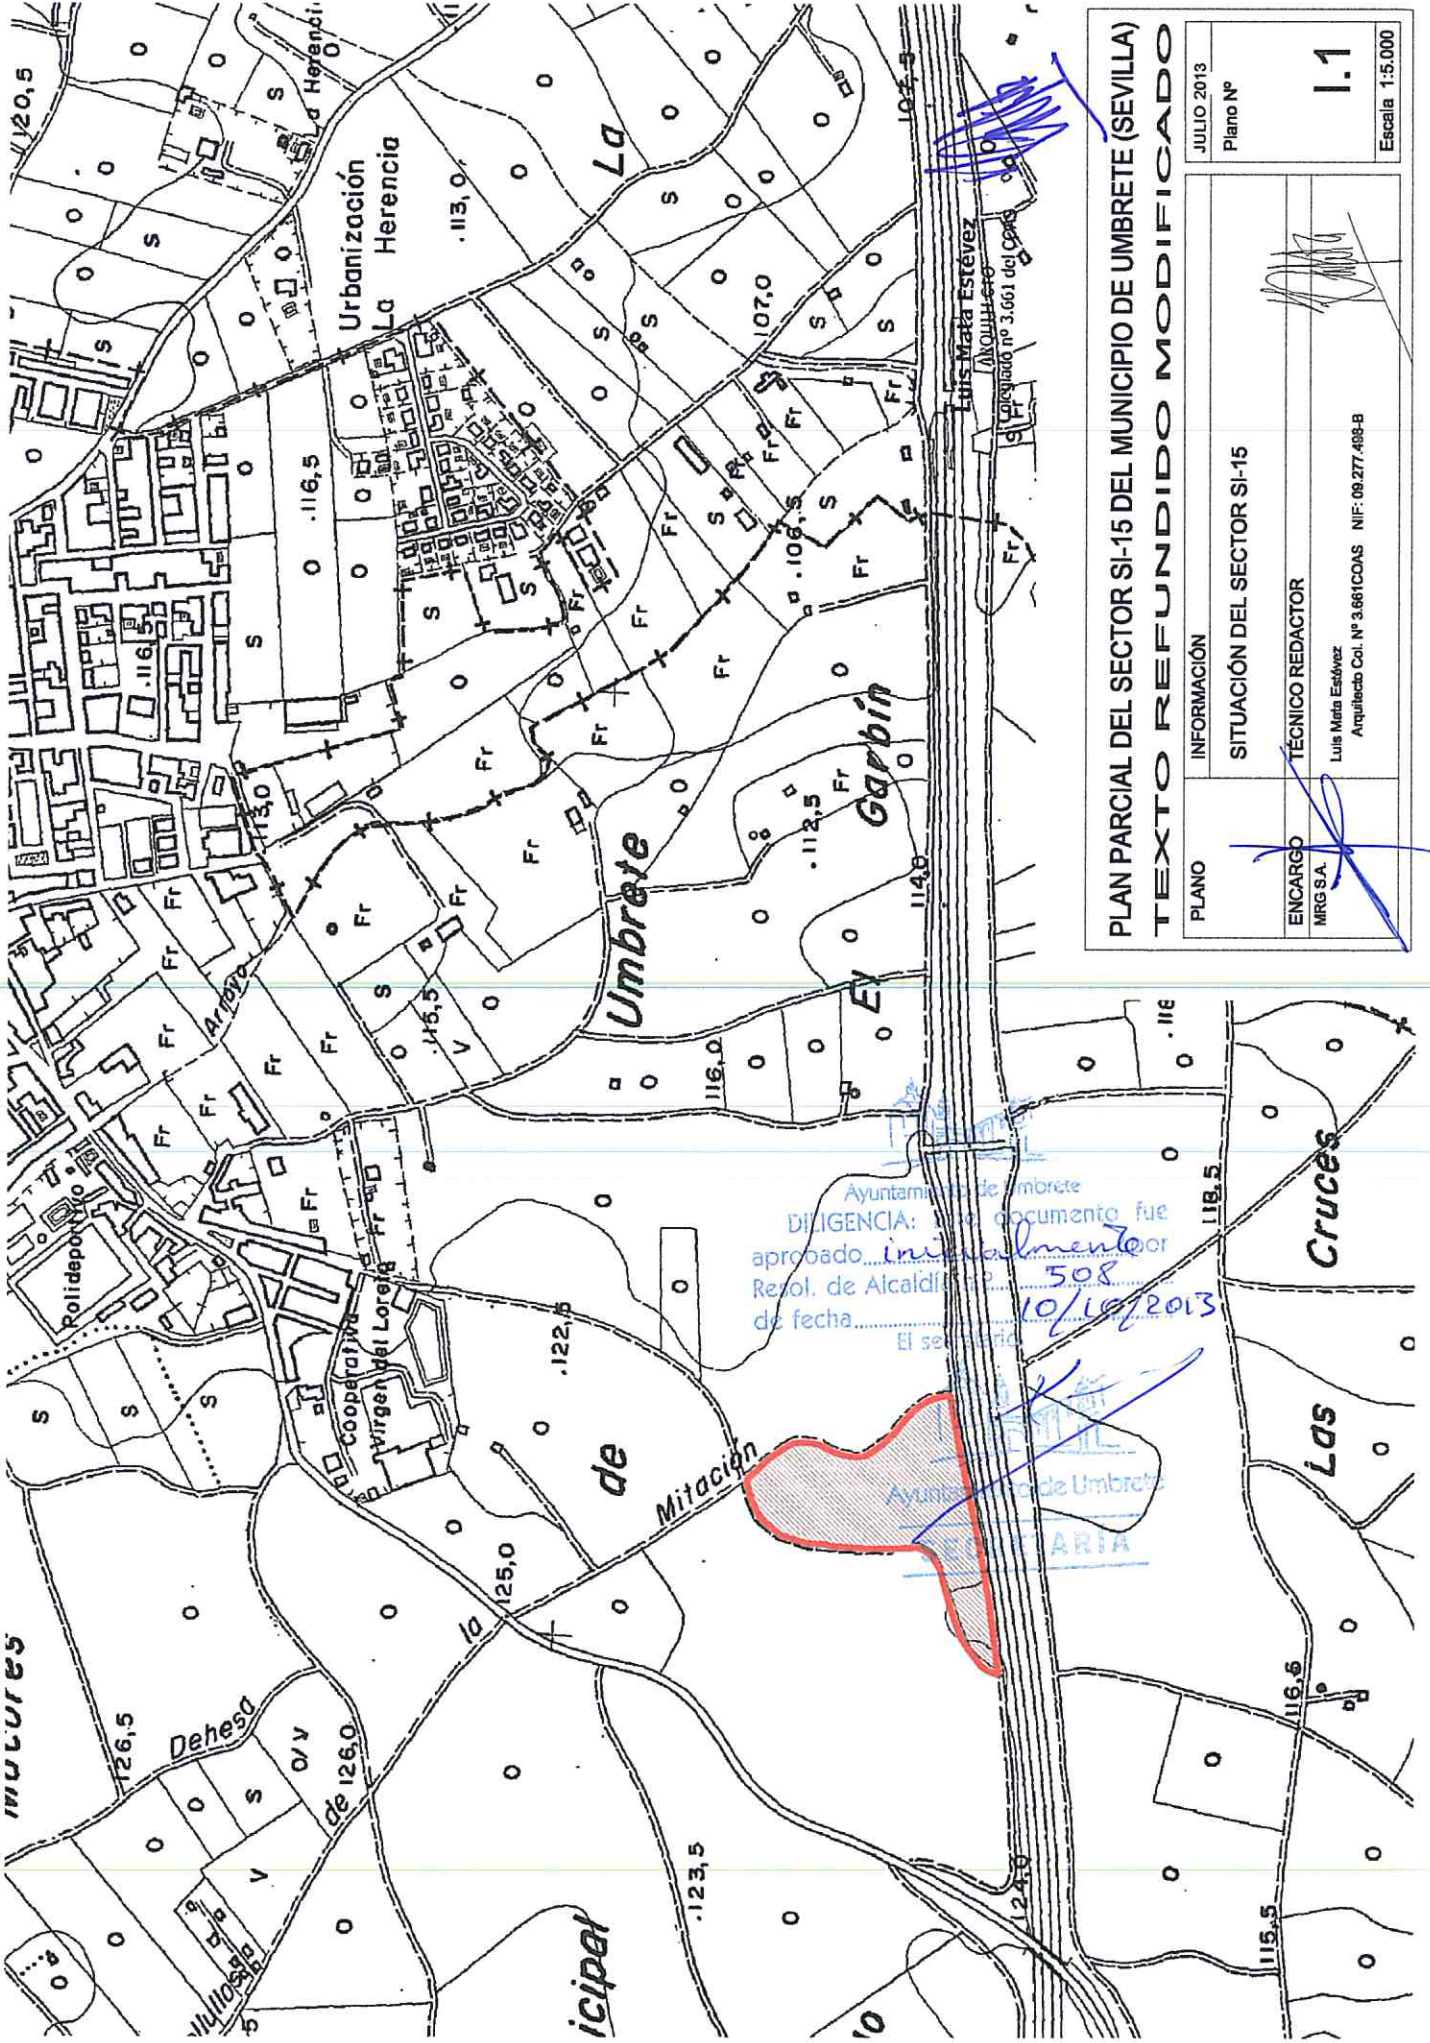 PLAN PARCIAL DEL SECTOR SI-15 DEL MUNICIPIO DE UMBRETE (SEVILLA)
TEXTO REFUNDIDO MODIFICADO
PLANO
INFORMACIÓN
SITUACIÓN DEL SECTOR SI-15
JULIO 2013
Plano Nº
I.1
ENCARGO
MRG S.A.
TÉCNICO REDACTOR
Luis Mata Estévez
Arquitecto Col. Nº 3.661COAS NIF: 09.277.498-B
Escala 1:5.000
Luis Mata Estévez
ARQUITECTO
Colegiado nº 3.661 del COAS
Ayuntamiento de Umbrete
DILIGENCIA: documento fue
aprobado inicialmente por
Resol. de Alcaldía 508
de fecha 10/10/2013
El secretario
Ayuntamiento de Umbrete
SECRETARÍA
Polideportivo
Cooperativa
Virgen del Loreto
Arroyo
Urbanización
La Herencia
La Herenci
La
Umbrete
de
El Garbín
Las Cruces
Mitación
la
de
Dehesa
icipal
120,5
.116,5
.116,5
.113,0
113,0
107,0
107,5
.106,5
.112,5
114,0
.115,5
116,0
.116
118,5
.122,5
125,0
126,5
126,0
.123,5
124,0
116,6
115,5